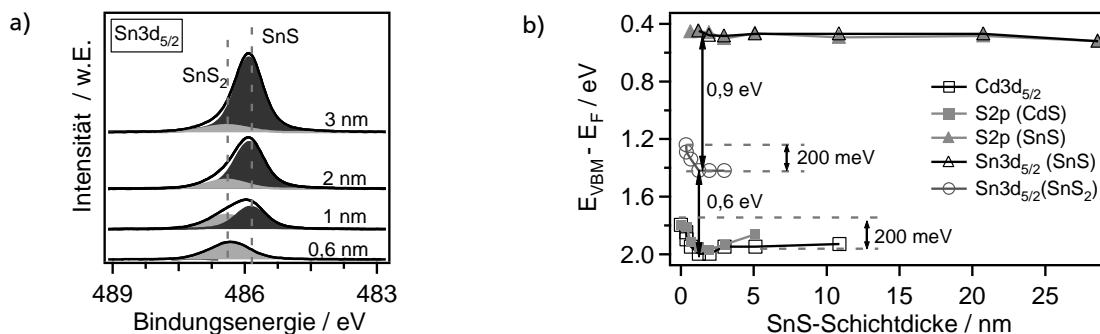 a)
Sn3d5/2
SnS
SnS2
3 nm
2 nm
1 nm
0,6 nm
Intensität / w.E.
489
486
483
Bindungsenergie / eV
b)
0.4
0.8
1.2
1.6
2.0
EVBM - EF / eV
0,9 eV
200 meV
0,6 eV
200 meV
Cd3d5/2
S2p (CdS)
S2p (SnS)
Sn3d5/2 (SnS)
Sn3d5/2(SnS2)
0
5
10
15
20
25
SnS-Schichtdicke / nm